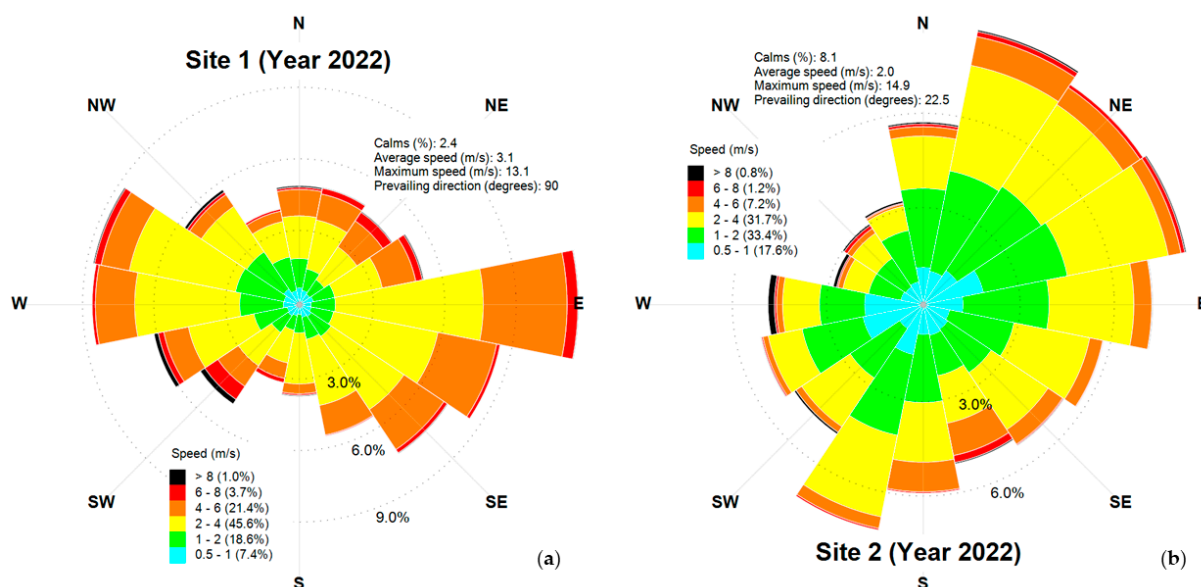 N
Site 1 (Year 2022)
NW
NE
Calms (%): 2.4
Average speed (m/s): 3.1
Maximum speed (m/s): 13.1
Prevailing direction (degrees): 90
W
E
3.0%
6.0%
9.0%
Speed (m/s)
> 8 (1.0%)
6 - 8 (3.7%)
4 - 6 (21.4%)
2 - 4 (45.6%)
1 - 2 (18.6%)
0.5 - 1 (7.4%)
SW
SE
S
(a)
N
Calms (%): 8.1
Average speed (m/s): 2.0
Maximum speed (m/s): 14.9
Prevailing direction (degrees): 22.5
NW
NE
Speed (m/s)
> 8 (0.8%)
6 - 8 (1.2%)
4 - 6 (7.2%)
2 - 4 (31.7%)
1 - 2 (33.4%)
0.5 - 1 (17.6%)
W
E
3.0%
6.0%
SW
SE
Site 2 (Year 2022)
(b)
S